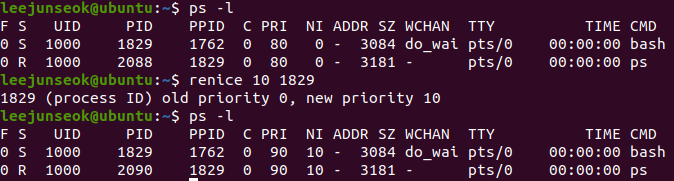 leejunseok@ubuntu:~$ ps -l
F S   UID     PID    PPID  C PRI  NI ADDR SZ WCHAN  TTY          TIME CMD
0 S  1000    1829    1762  0  80   0 -  3084 do_wai pts/0    00:00:00 bash
0 R  1000    2088    1829  0  80   0 -  3181 -      pts/0    00:00:00 ps
leejunseok@ubuntu:~$ renice 10 1829
1829 (process ID) old priority 0, new priority 10
leejunseok@ubuntu:~$ ps -l
F S   UID     PID    PPID  C PRI  NI ADDR SZ WCHAN  TTY          TIME CMD
0 S  1000    1829    1762  0  90  10 -  3084 do_wai pts/0    00:00:00 bash
0 R  1000    2090    1829  0  90  10 -  3181 -      pts/0    00:00:00 ps